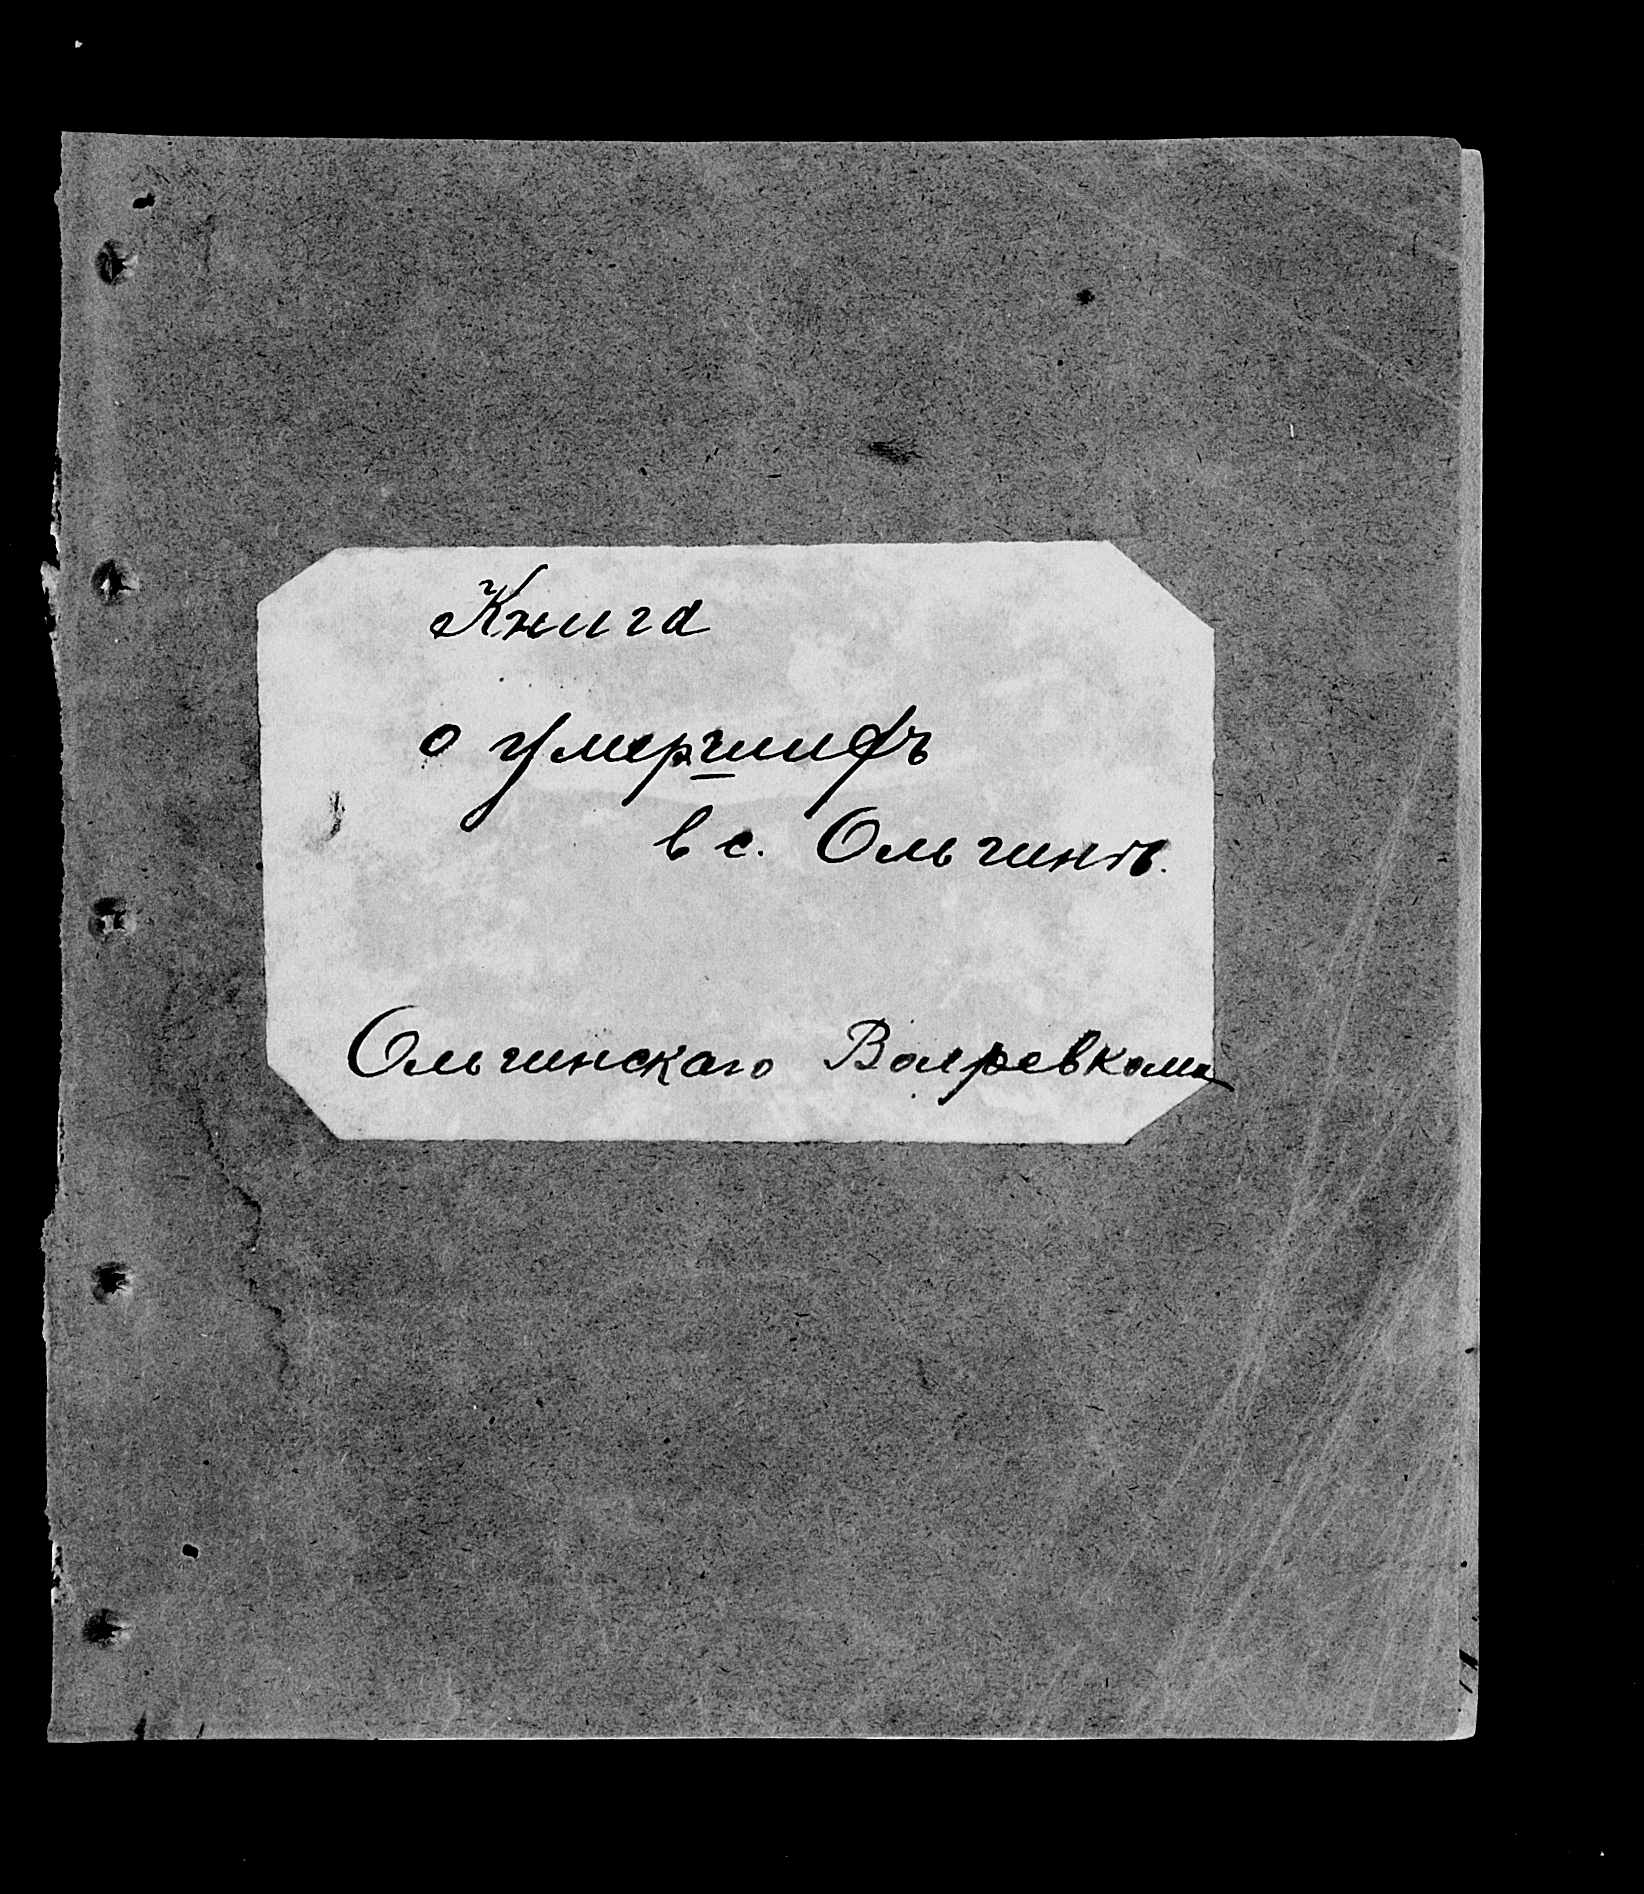 Книга
о умершихъ
в с. Ольгинѣ.
Ольгинскаго Волревкома